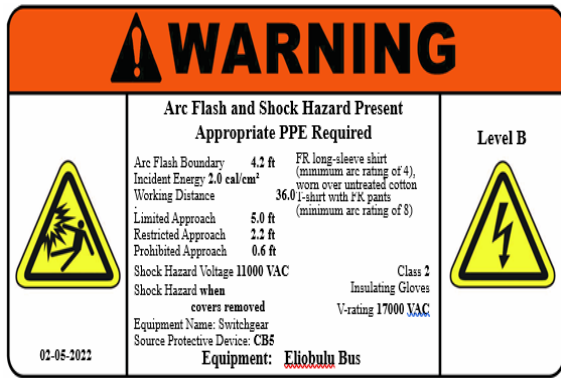 WARNING
Arc Flash and Shock Hazard Present
Appropriate PPE Required
Arc Flash Boundary 4.2 ft
Incident Energy 2.0 cal/cm²
Working Distance 36.0
.
Limited Approach 5.0 ft
Restricted Approach 2.2 ft
Prohibited Approach 0.6 ft
FR long-sleeve shirt
(minimum arc rating of 4),
worn over untreated cotton
T-shirt with FR pants
(minimum arc rating of 8)
Shock Hazard Voltage 11000 VAC
Shock Hazard when
covers removed
Class 2
Insulating Gloves
V-rating 17000 VAC
Equipment Name: Switchgear
Source Protective Device: CB5
Equipment: Eliobulu Bus
02-05-2022
Level B